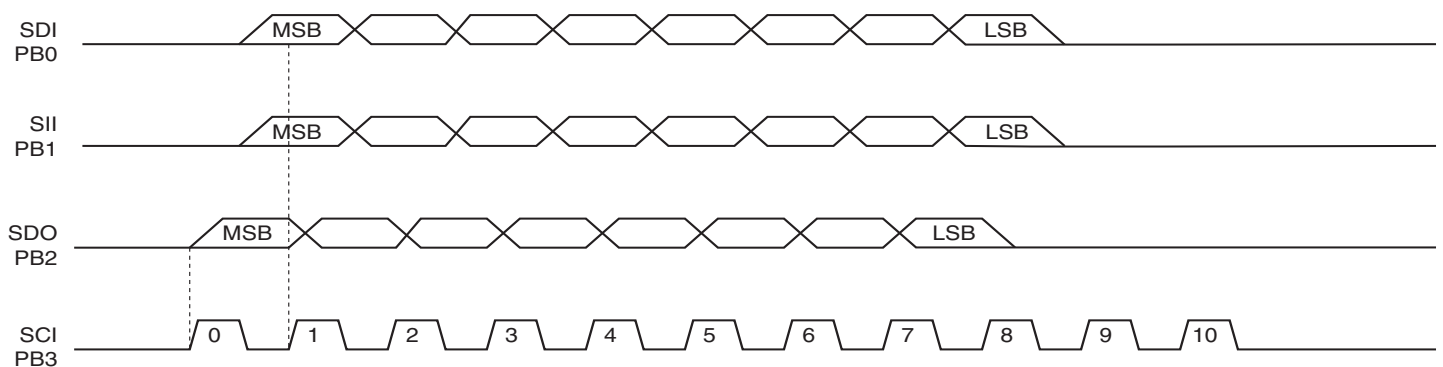 SDI
PB0
MSB LSB
SII
PB1
MSB LSB
SDO
PB2
MSB LSB
SCI
PB3
0 1 2 3 4 5 6 7 8 9 10